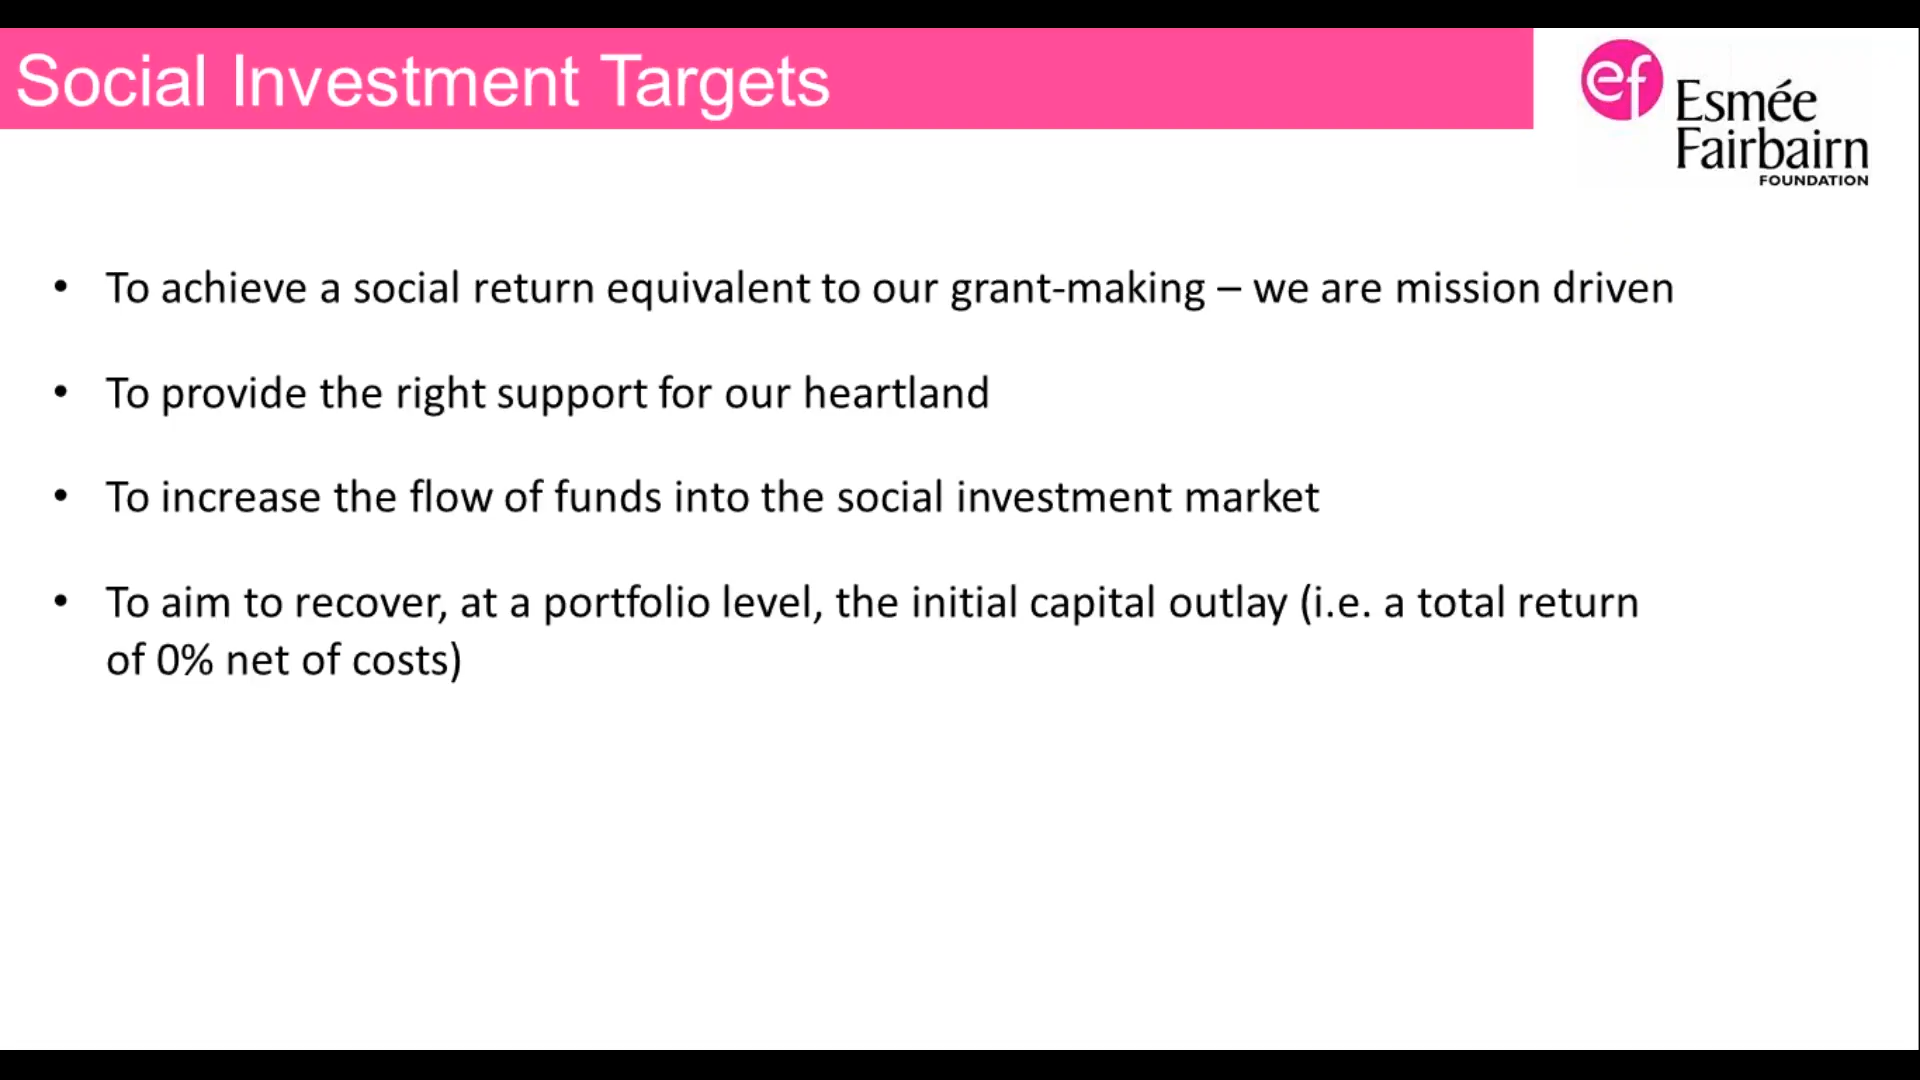 Social Investment Targets
ef
Esmée
Fairbairn
FOUNDATION
• To achieve a social return equivalent to our grant-making – we are mission driven
• To provide the right support for our heartland
• To increase the flow of funds into the social investment market
• To aim to recover, at a portfolio level, the initial capital outlay (i.e. a total return
of 0% net of costs)